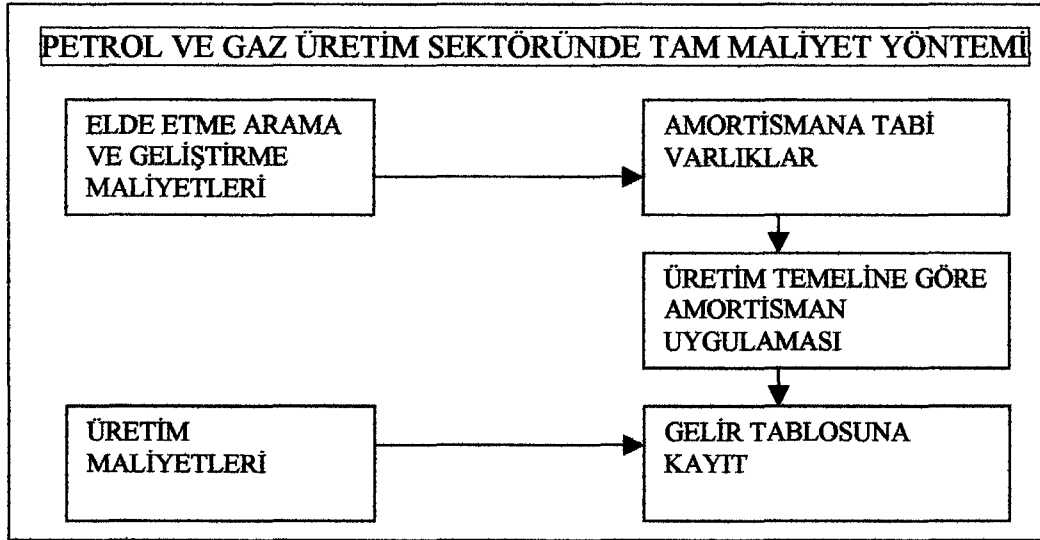 PETROL VE GAZ ÜRETİM SEKTÖRÜNDE TAM MALİYET YÖNTEMİ
ELDE ETME ARAMA
VE GELİŞTİRME
MALİYETLERİ
AMORTİSMANA TABİ
VARLIKLAR
ÜRETİM TEMELİNE GÖRE
AMORTİSMAN
UYGULAMASI
ÜRETİM
MALİYETLERİ
GELİR TABLOSUNA
KAYIT